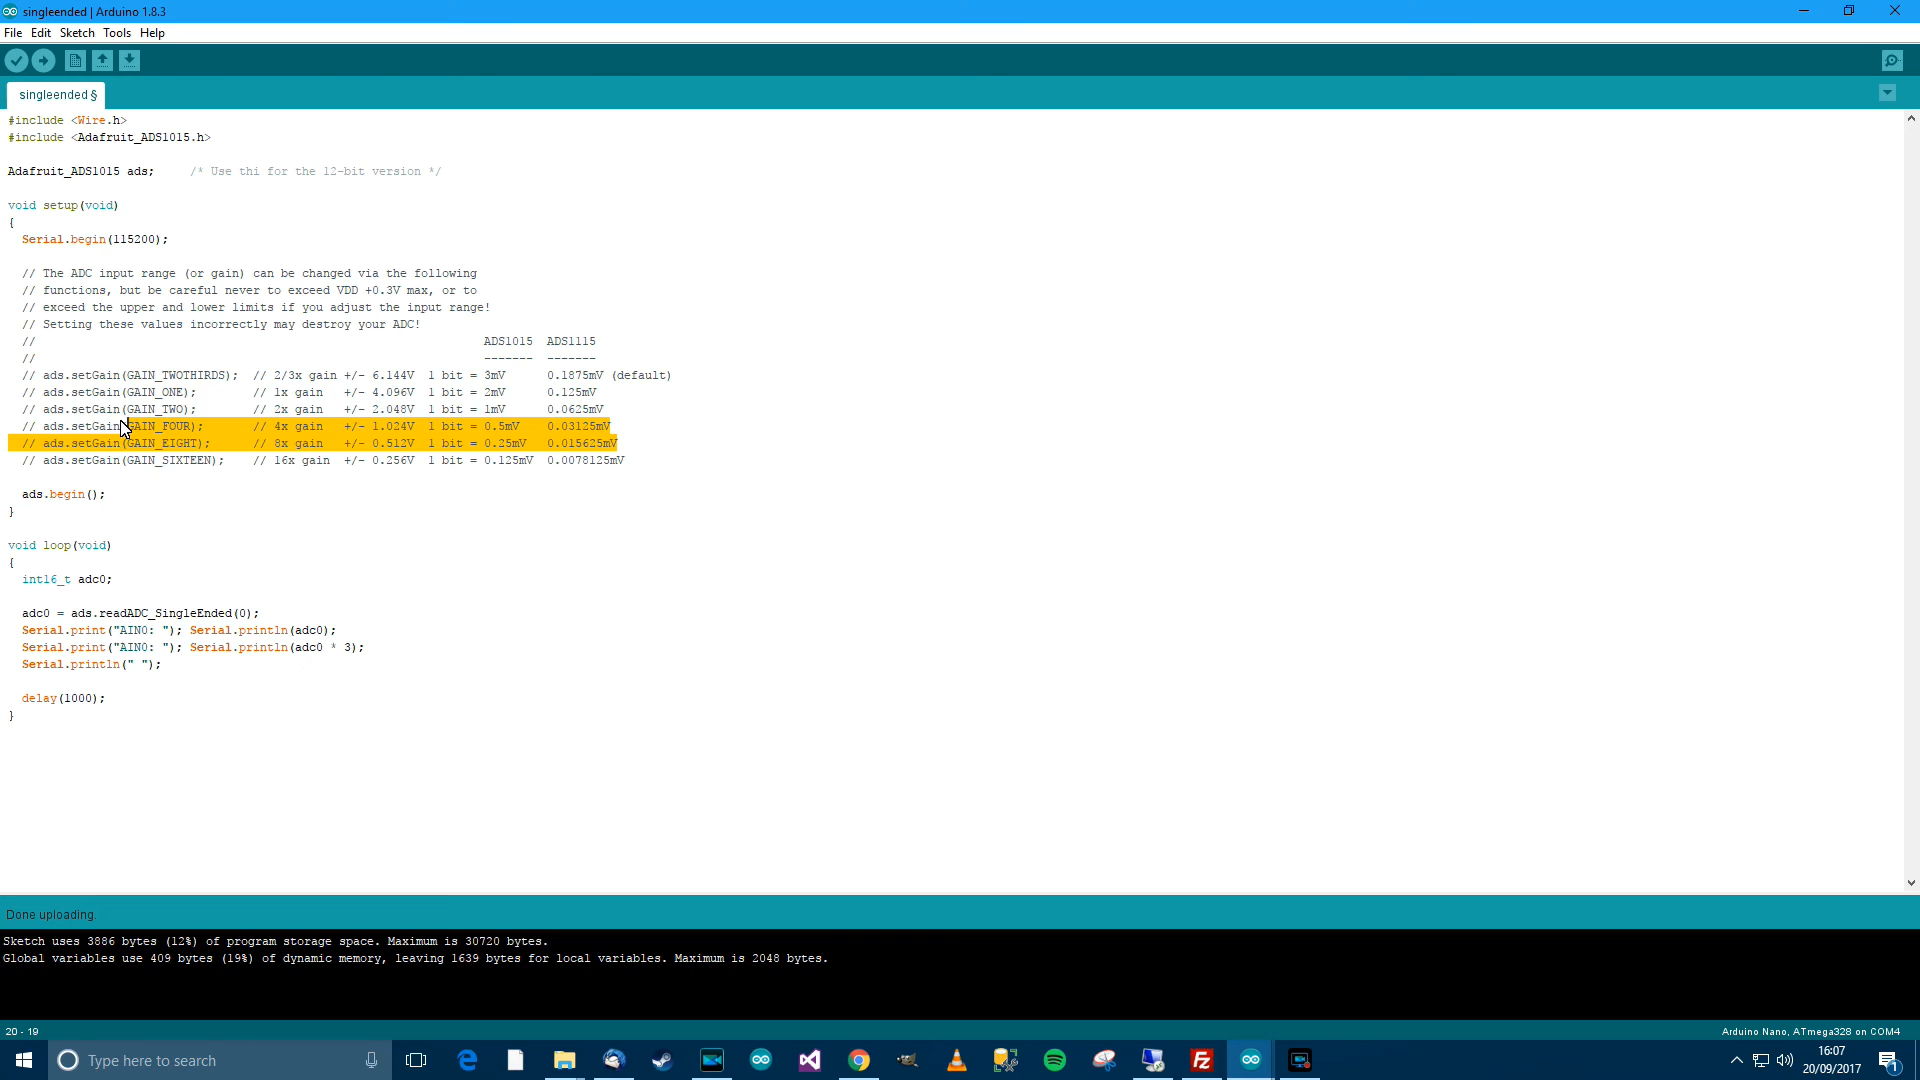 singleended | Arduino 1.8.3
File Edit Sketch Tools Help
singleended §
#include <Wire.h>
#include <Adafruit_ADS1015.h>
Adafruit_ADS1015 ads;     /* Use thi for the 12-bit version */
void setup(void)
{
  Serial.begin(115200);
  // The ADC input range (or gain) can be changed via the following
  // functions, but be careful never to exceed VDD +0.3V max, or to
  // exceed the upper and lower limits if you adjust the input range!
  // Setting these values incorrectly may destroy your ADC!
  //                                                                ADS1015  ADS1115
  //                                                                -------  -------
  // ads.setGain(GAIN_TWOTHIRDS);  // 2/3x gain +/- 6.144V  1 bit = 3mV      0.1875mV (default)
  // ads.setGain(GAIN_ONE);        // 1x gain   +/- 4.096V  1 bit = 2mV      0.125mV
  // ads.setGain(GAIN_TWO);        // 2x gain   +/- 2.048V  1 bit = 1mV      0.0625mV
  // ads.setGain(GAIN_FOUR);       // 4x gain   +/- 1.024V  1 bit = 0.5mV    0.03125mV
  // ads.setGain(GAIN_EIGHT);      // 8x gain   +/- 0.512V  1 bit = 0.25mV   0.015625mV
  // ads.setGain(GAIN_SIXTEEN);    // 16x gain  +/- 0.256V  1 bit = 0.125mV  0.0078125mV
  ads.begin();
}
void loop(void)
{
  int16_t adc0;
  adc0 = ads.readADC_SingleEnded(0);
  Serial.print("AIN0: "); Serial.println(adc0);
  Serial.print("AIN0: "); Serial.println(adc0 * 3);
  Serial.println(" ");
  delay(1000);
}
Done uploading.
Sketch uses 3886 bytes (12%) of program storage space. Maximum is 30720 bytes.
Global variables use 409 bytes (19%) of dynamic memory, leaving 1639 bytes for local variables. Maximum is 2048 bytes.
20 - 19
Arduino Nano, ATmega328 on COM4
Type here to search
16:07
20/09/2017
1